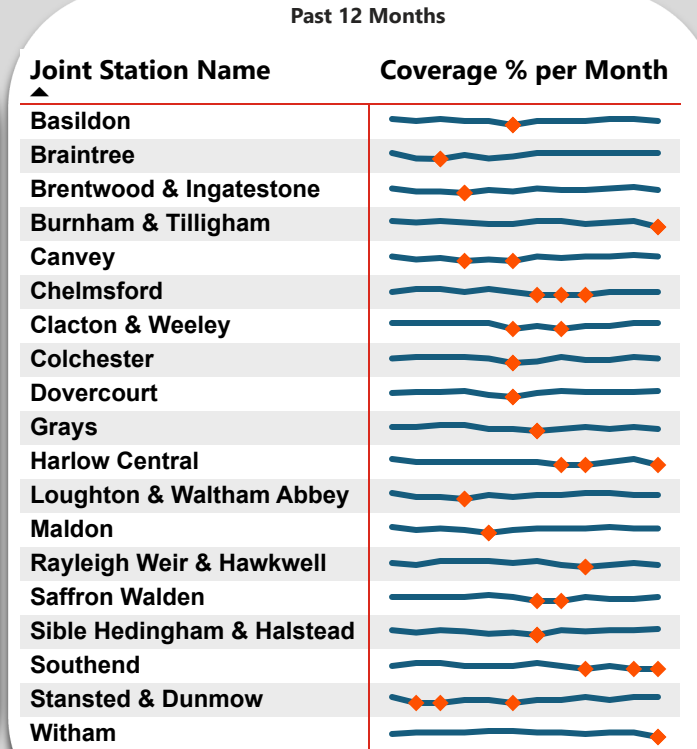 Past 12 Months
Joint Station Name Coverage % per Month
Basildon
Braintree
Brentwood & Ingatestone
Burnham & Tilligham
Canvey
Chelmsford
Clacton & Weeley
Colchester
Dovercourt
Grays
Harlow Central
Loughton & Waltham Abbey
Maldon
Rayleigh Weir & Hawkwell
Saffron Walden
Sible Hedingham & Halstead
Southend
Stansted & Dunmow
Witham